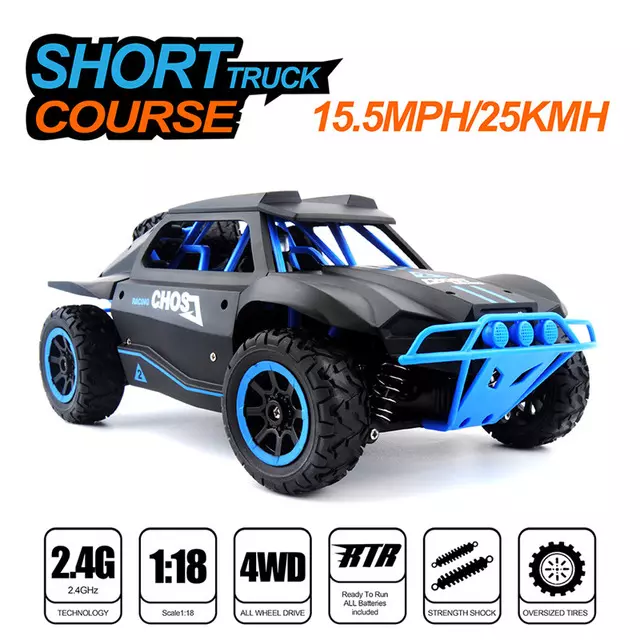 SHORT TRUCK
COURSE
15.5MPH/25KMH
RACING CHOS
2
2.4G
2.4GHz
TECHNOLOGY
1:18
Scale1:18
4WD
ALL WHEEL DRIVE
RTR
Ready To Run
ALL Batteries
included
STRENGTH SHOCK
OVERSIZED TIRES